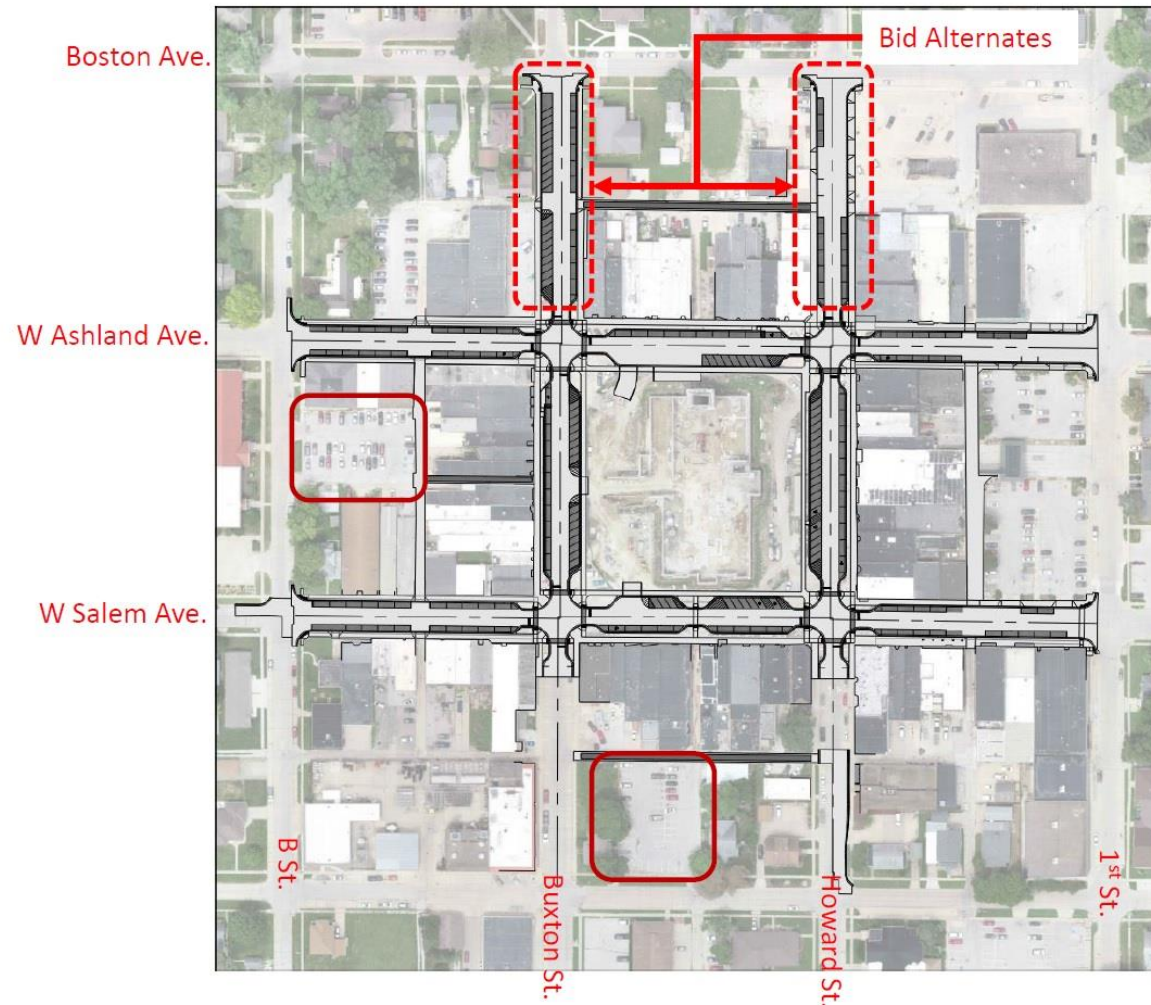 Boston Ave.
Bid Alternates
W Ashland Ave.
W Salem Ave.
B St.
Buxton St.
Howard St.
1st St.